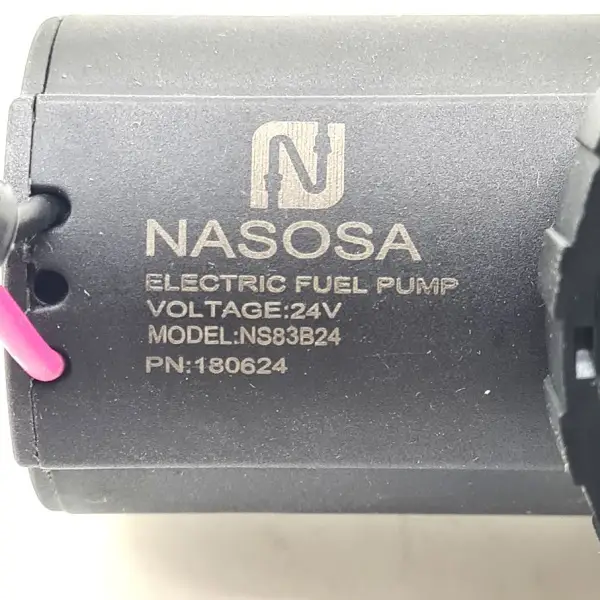 NASOSA
ELECTRIC FUEL PUMP
VOLTAGE:24V
MODEL:NS83B24
PN:180624